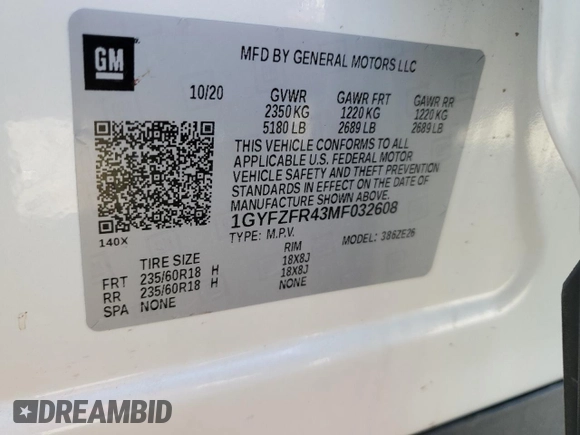 GM
MFD BY GENERAL MOTORS LLC
10/20 GVWR GAWR FRT GAWR RR
2350 KG 1220 KG 1220 KG
5180 LB 2689 LB 2689 LB
THIS VEHICLE CONFORMS TO ALL
APPLICABLE U.S. FEDERAL MOTOR
VEHICLE SAFETY AND THEFT PREVENTION
STANDARDS IN EFFECT ON THE DATE OF
MANUFACTURE SHOWN ABOVE.
1GYFZFR43MF032608
140X TYPE: M.P.V. MODEL: 386ZE26
TIRE SIZE RIM
FRT 235/60R18 H 18X8J
RR 235/60R18 H 18X8J
SPA NONE NONE
DREAMBID